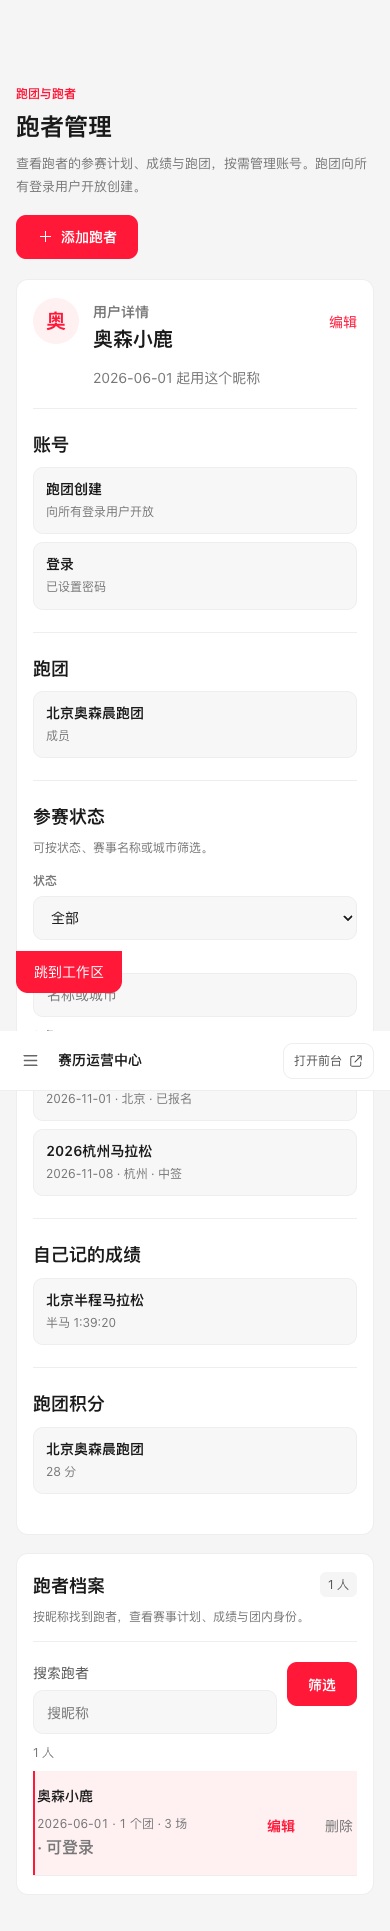 跑团与跑者
跑者管理
查看跑者的参赛计划、成绩与跑团，按需管理账号。跑团向所
有登录用户开放创建。
添加跑者
奥
用户详情
奥森小鹿
编辑
2026-06-01 起用这个昵称
账号
跑团创建
向所有登录用户开放
登录
已设置密码
跑团
北京奥森晨跑团
成员
参赛状态
可按状态、赛事名称或城市筛选。
状态
全部
跳到工作区
名称或城市
赛历运营中心
打开前台
2026-11-01 · 北京 · 已报名
2026杭州马拉松
2026-11-08 · 杭州 · 中签
自己记的成绩
北京半程马拉松
半马 1:39:20
跑团积分
北京奥森晨跑团
28 分
跑者档案
1 人
按昵称找到跑者，查看赛事计划、成绩与团内身份。
搜索跑者
搜昵称
筛选
1 人
奥森小鹿
2026-06-01 · 1 个团 · 3 场
· 可登录
编辑
删除